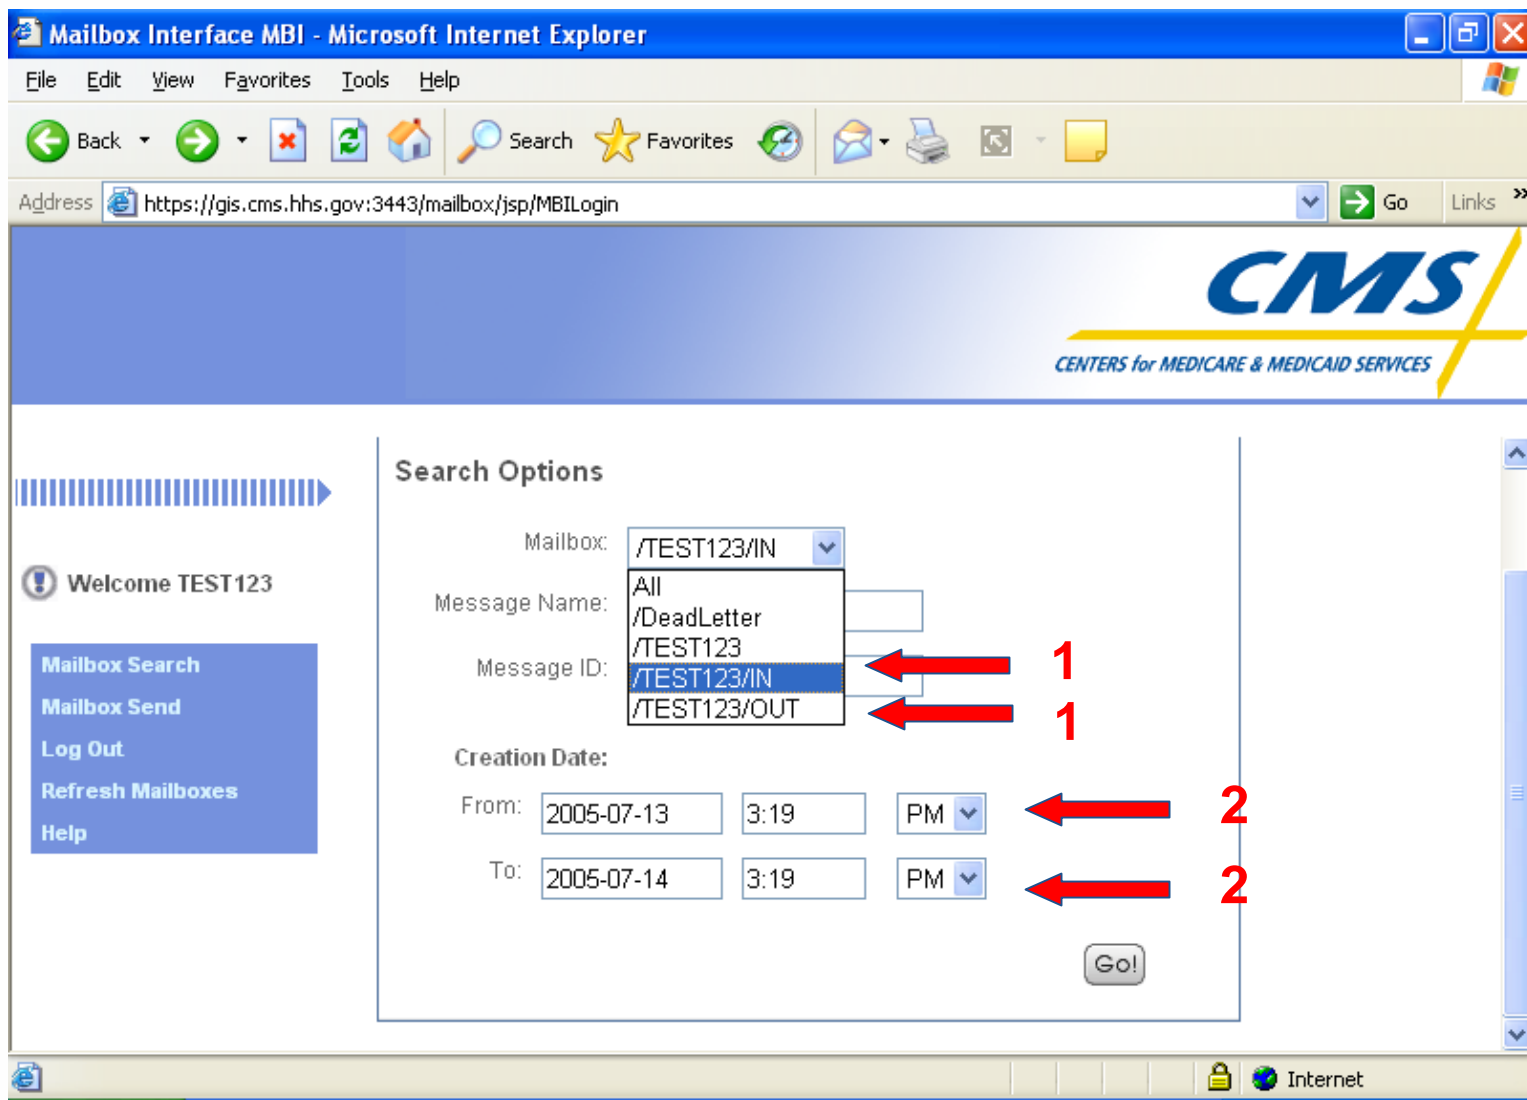 Mailbox Interface MBI - Microsoft Internet Explorer
File Edit View Favorites Tools Help
Back Search Favorites
Address https://gis.cms.hhs.gov:3443/mailbox/jsp/MBILogin Go Links »
CMS
CENTERS for MEDICARE & MEDICAID SERVICES
Welcome TEST123
Mailbox Search
Mailbox Send
Log Out
Refresh Mailboxes
Help
Search Options
Mailbox: /TEST123/IN
All
Message Name:
/DeadLetter
/TEST123
Message ID:
/TEST123/IN 1
/TEST123/OUT 1
Creation Date:
From: 2005-07-13 3:19 PM 2
To: 2005-07-14 3:19 PM 2
Go!
Internet